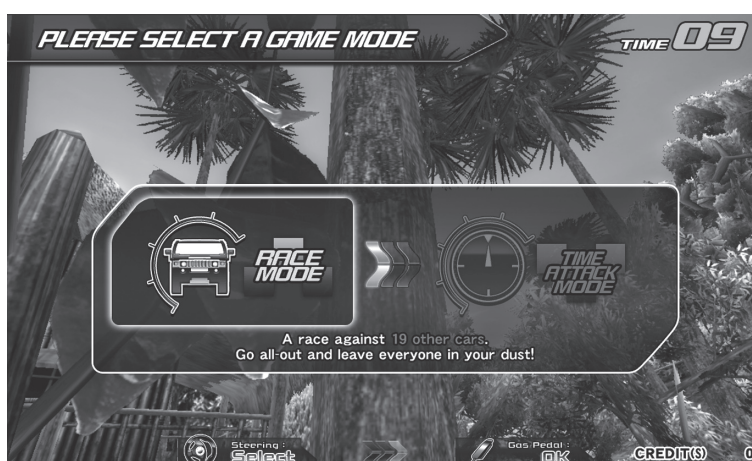 PLEASE SELECT A GAME MODE
TIME 09
RACE
MODE
TIME
ATTACK
MODE
A race against 19 other cars.
Go all-out and leave everyone in your dust!
Steering :
Select
Gas Pedal :
OK
CREDIT(S)